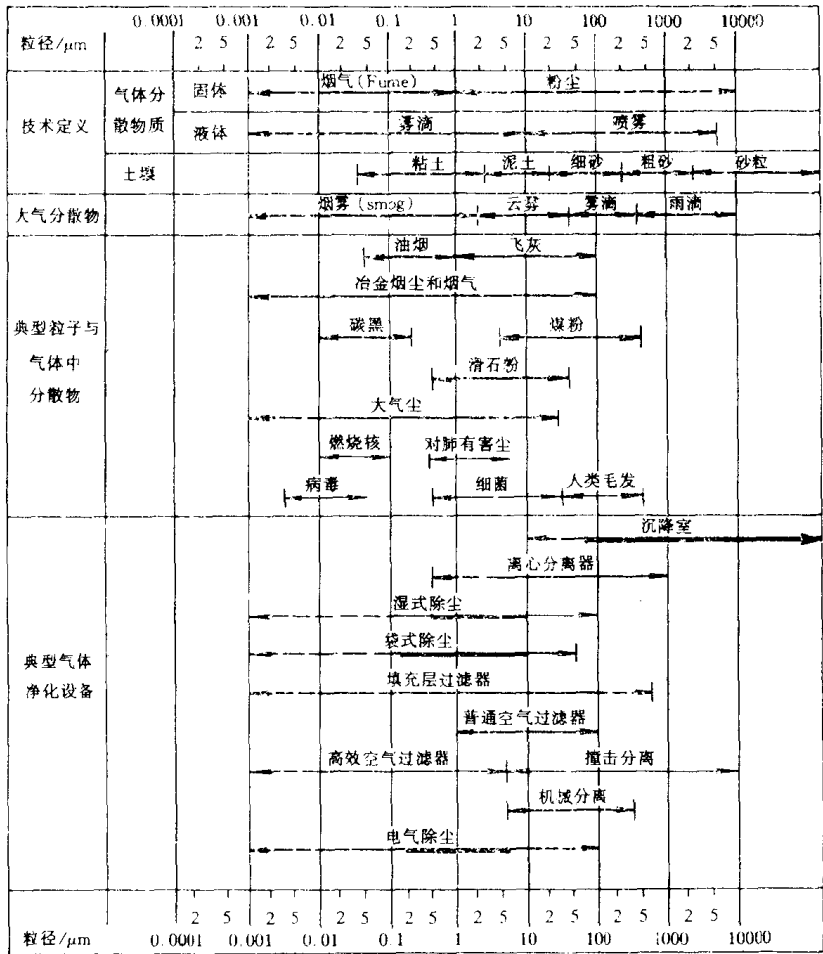 0.0001 0.001 0.01 0.1 1 10 100 1000 10000
粒径/μm 2 5 2 5 2 5 2 5 2 5 2 5 2 5
气体分 固体 烟气(Fume) 粉尘
技术定义 散物质 液体 雾滴 喷雾
土壤 粘土 泥土 细砂 粗砂 砂粒
大气分散物 烟雾(smog) 云雾 雾滴 雨滴
油烟 飞灰
冶金烟尘和烟气
典型粒子与 碳黑 煤粉
气体中 滑石粉
分散物 大气尘
燃烧核 对肺有害尘
病毒 细菌 人类毛发
沉降室
离心分离器
湿式除尘
典型气体 袋式除尘
净化设备 填充层过滤器
普通空气过滤器
高效空气过滤器 撞击分离
机械分离
电气除尘
2 5 2 5 2 5 2 5 2 5 2 5 2 5 2 5
粒径/μm 0.0001 0.001 0.01 0.1 1 10 100 1000 10000